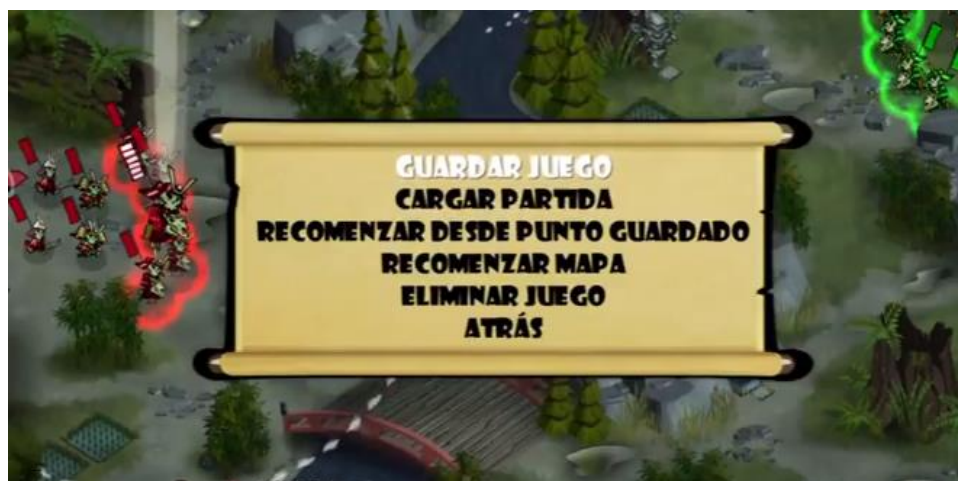 GUARDAR JUEGO
CARGAR PARTIDA
RECOMENZAR DESDE PUNTO GUARDADO
RECOMENZAR MAPA
ELIMINAR JUEGO
ATRÁS